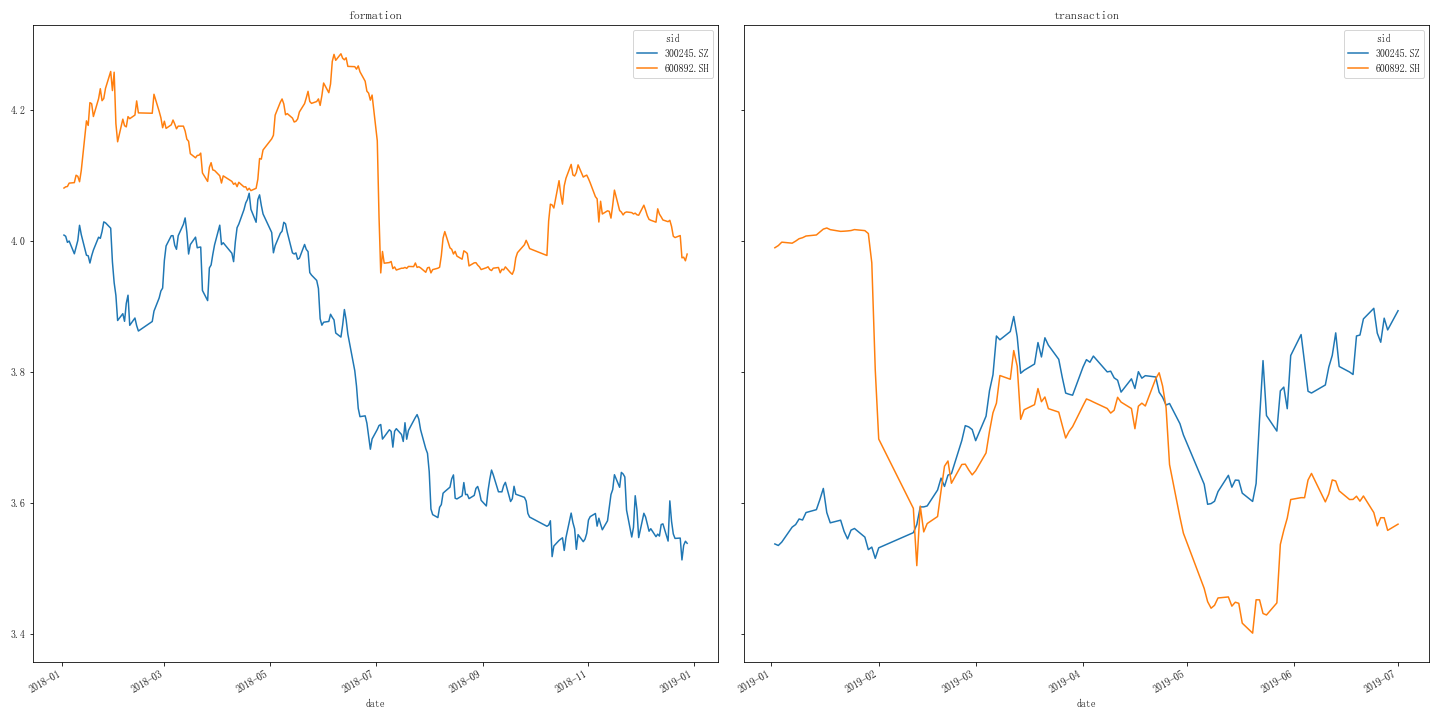 formation
sid
300245.SZ
600892.SH
4.2
4.0
3.8
3.6
3.4
2018-01
2018-03
2018-05
2018-07
2018-09
2018-11
2019-01
date
transaction
sid
300245.SZ
600892.SH
2019-01
2019-02
2019-03
2019-04
2019-05
2019-06
2019-07
date